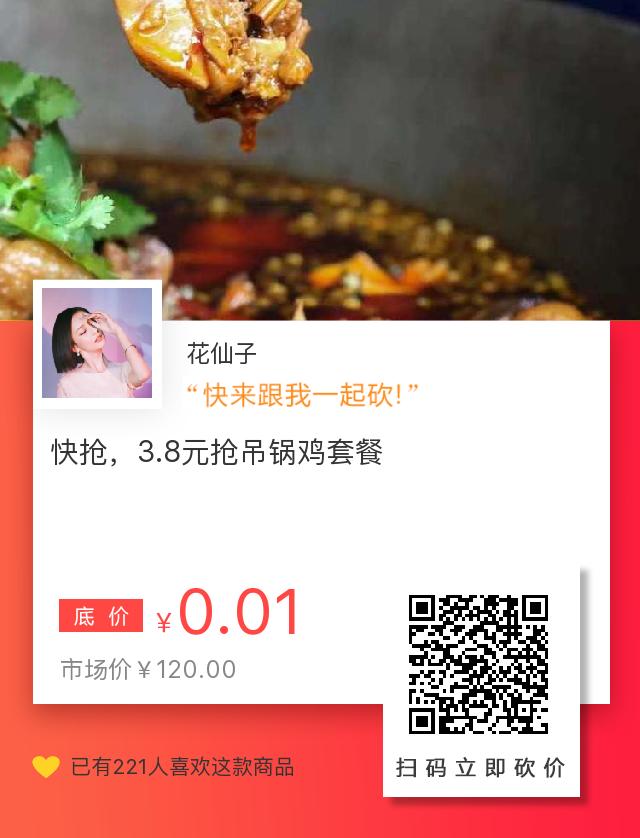 花仙子
“快来跟我一起砍!”
快抢，3.8元抢吊锅鸡套餐
底价 ¥0.01
市场价¥120.00
扫码立即砍价
已有221人喜欢这款商品